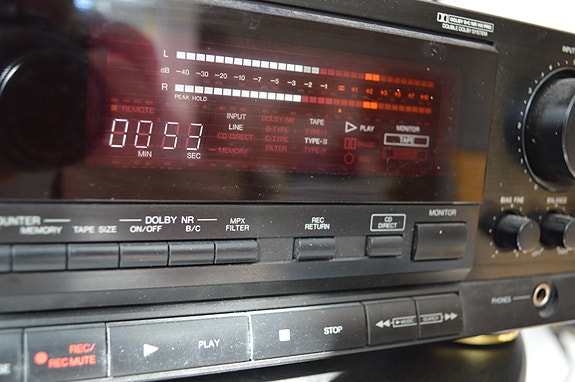 DOLBY B-C NR HX PRO
DOUBLE DOLBY SYSTEM
INPUT
L
dB -40 -30 -20 -10 -7 -5 -3 -2 -1
R
PEAK HOLD
REMOTE
0053
MIN SEC
INPUT
LINE
CD DIRECT
MEMORY
DOLBY NR
B-TYPE
C-TYPE
FILTER
TAPE
TYPE II
PLAY
PAUSE
MONITOR
TAPE
COUNTER
MEMORY
TAPE SIZE
DOLBY NR
ON/OFF
B/C
MPX
FILTER
REC
RETURN
CD
DIRECT
MONITOR
BIAS FINE
BALANCE
PHONES
REC/
REC MUTE
PLAY
STOP
MUSIC
SEARCH